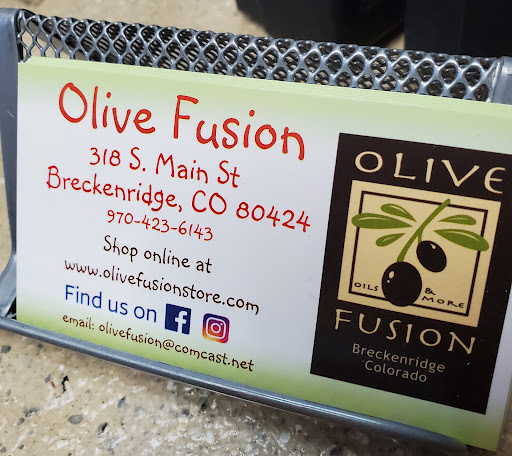 Olive Fusion
318 S. Main St
Breckenridge, CO 80424
970-423-6143
Shop online at
www.olivefusionstore.com
Find us on
email: olivefusion@comcast.net
OLIVE
OILS & MORE
FUSION
Breckenridge
Colorado